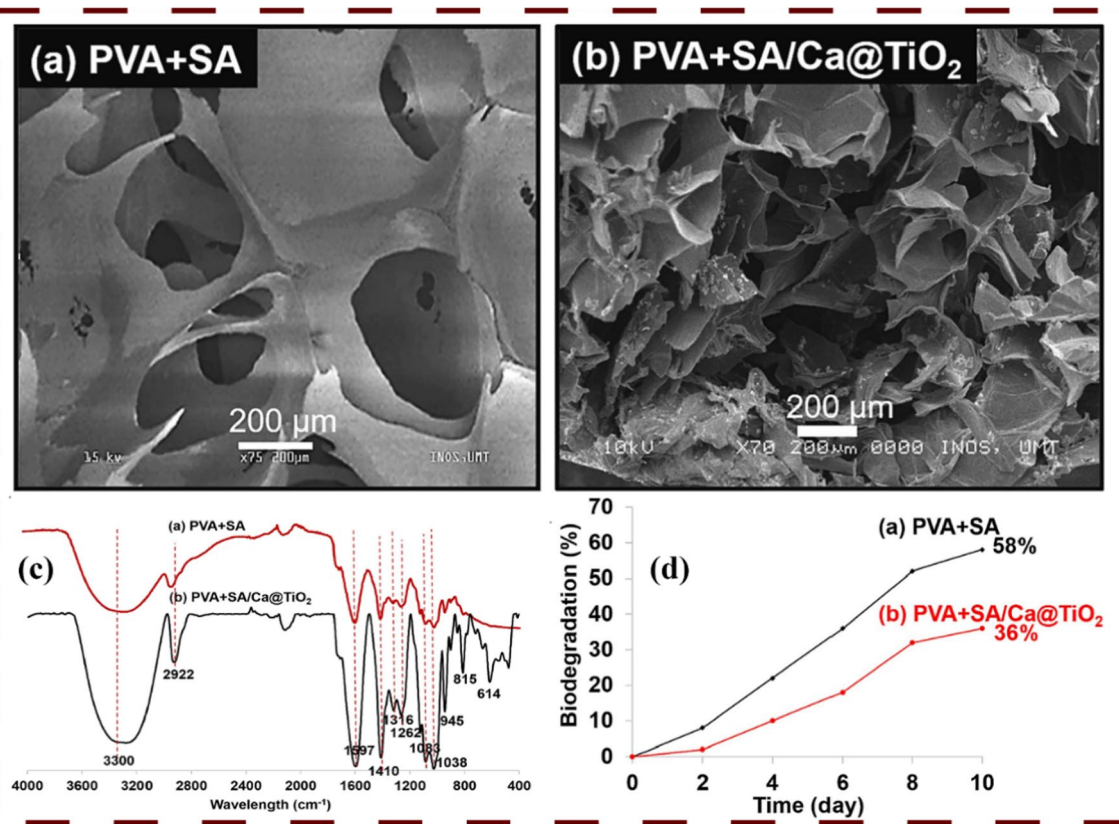 (a) PVA+SA
200 μm
15 kv x75 200μm INOS,UMT
(b) PVA+SA/Ca@TiO₂
200 μm
10kV X70 200μm 0000 INOS, UMT
(c)
(a) PVA+SA
(b) PVA+SA/Ca@TiO₂
2922
3300
1597
1410
1316
1262
1083
1038
945
815
614
4000 3600 3200 2800 2400 2000 1600 1200 800 400
Wavelength (cm⁻¹)
(d)
Biodegradation (%)
70
60
50
40
30
20
10
0
(a) PVA+SA
58%
(b) PVA+SA/Ca@TiO₂
36%
0 2 4 6 8 10
Time (day)